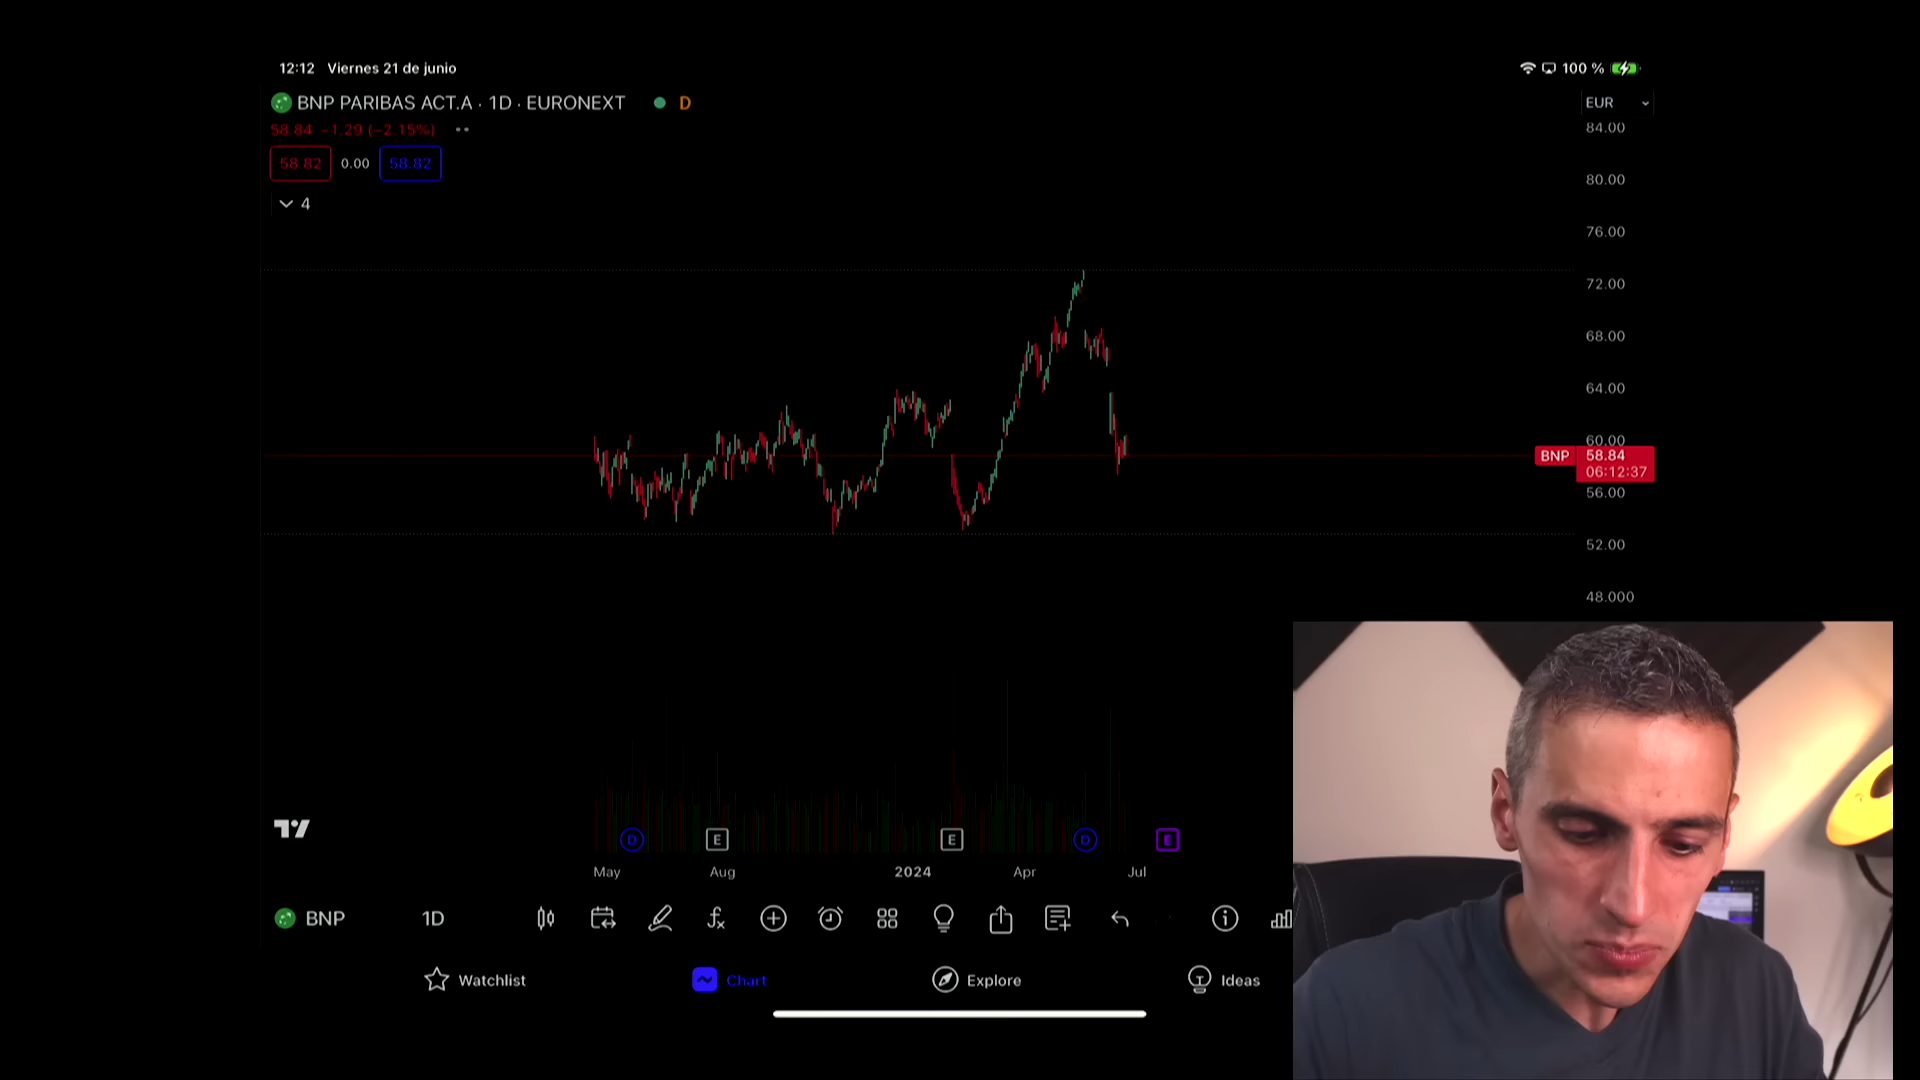 12:12 Viernes 21 de junio
100 %
BNP PARIBAS ACT.A · 1D · EURONEXT D
EUR
58.84 −1.29 (−2.15%)
58.82 0.00 58.82
4
84.00
80.00
76.00
72.00
68.00
64.00
60.00
BNP 58.84
06:12:37
56.00
52.00
48.000
D E E D E
May Aug 2024 Apr Jul
BNP 1D
Watchlist Chart Explore Ideas